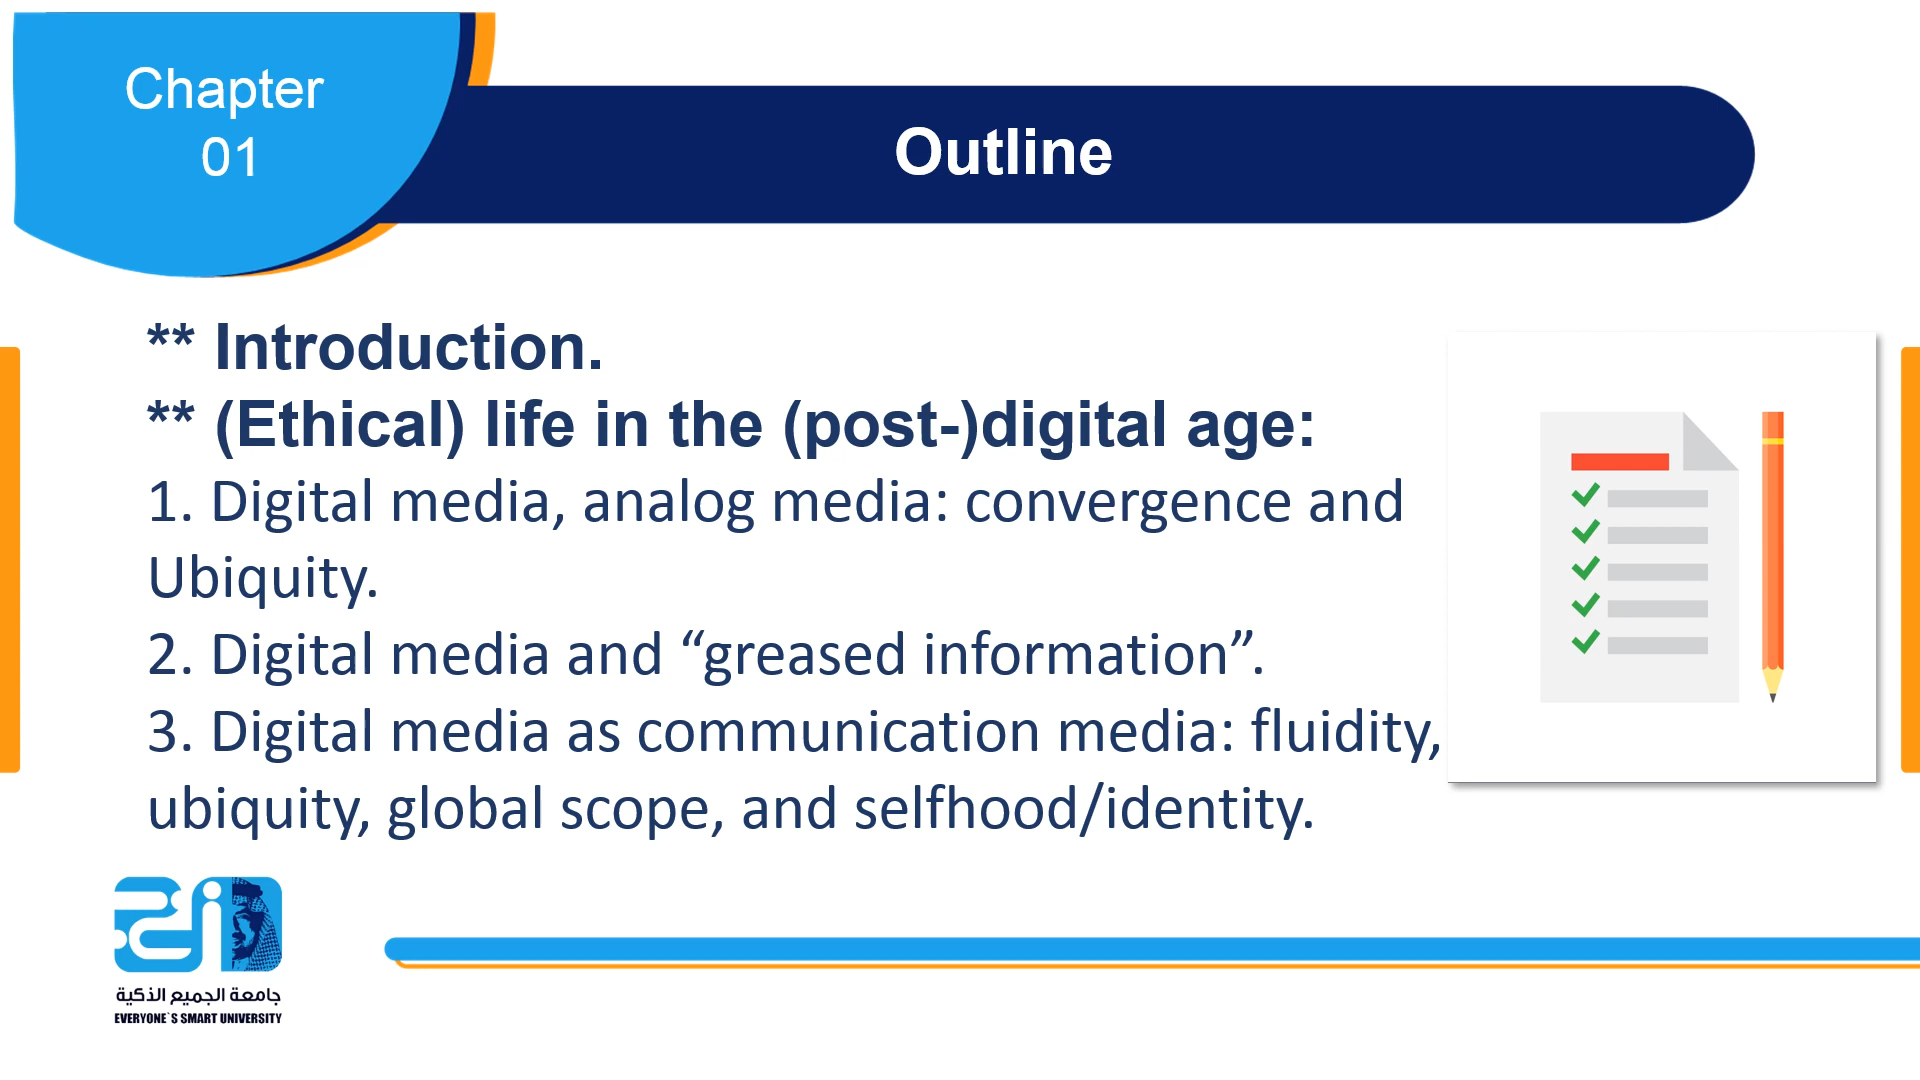 Chapter
01
Outline
** Introduction.
** (Ethical) life in the (post-)digital age:
1. Digital media, analog media: convergence and
Ubiquity.
2. Digital media and “greased information”.
3. Digital media as communication media: fluidity,
ubiquity, global scope, and selfhood/identity.
جامعة الجميع الذكية
EVERYONE`S SMART UNIVERSITY